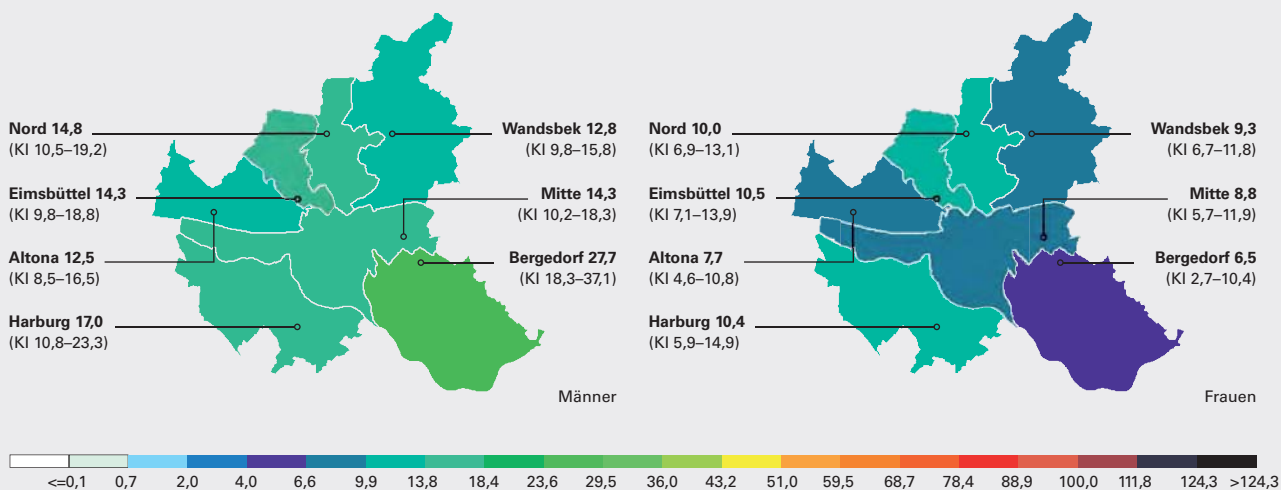 Nord 14,8
(KI 10,5–19,2)
Eimsbüttel 14,3
(KI 9,8–18,8)
Altona 12,5
(KI 8,5–16,5)
Harburg 17,0
(KI 10,8–23,3)
Wandsbek 12,8
(KI 9,8–15,8)
Mitte 14,3
(KI 10,2–18,3)
Bergedorf 27,7
(KI 18,3–37,1)
Männer
Nord 10,0
(KI 6,9–13,1)
Eimsbüttel 10,5
(KI 7,1–13,9)
Altona 7,7
(KI 4,6–10,8)
Harburg 10,4
(KI 5,9–14,9)
Wandsbek 9,3
(KI 6,7–11,8)
Mitte 8,8
(KI 5,7–11,9)
Bergedorf 6,5
(KI 2,7–10,4)
Frauen
<=0,1 0,7 2,0 4,0 6,6 9,9 13,8 18,4 23,6 29,5 36,0 43,2 51,0 59,5 68,7 78,4 88,9 100,0 111,8 124,3 >124,3